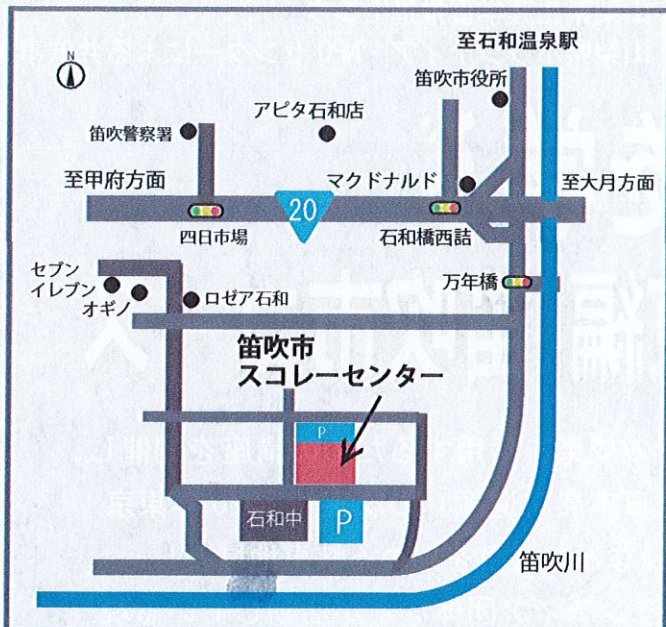 N
至石和温泉駅
笛吹市役所
アピタ石和店
笛吹警察署
至甲府方面
マクドナルド
至大月方面
20
四日市場
石和橋西詰
セブン
イレブン
オギノ
ロゼア石和
万年橋
笛吹市
スコレーセンター
P
石和中
P
笛吹川